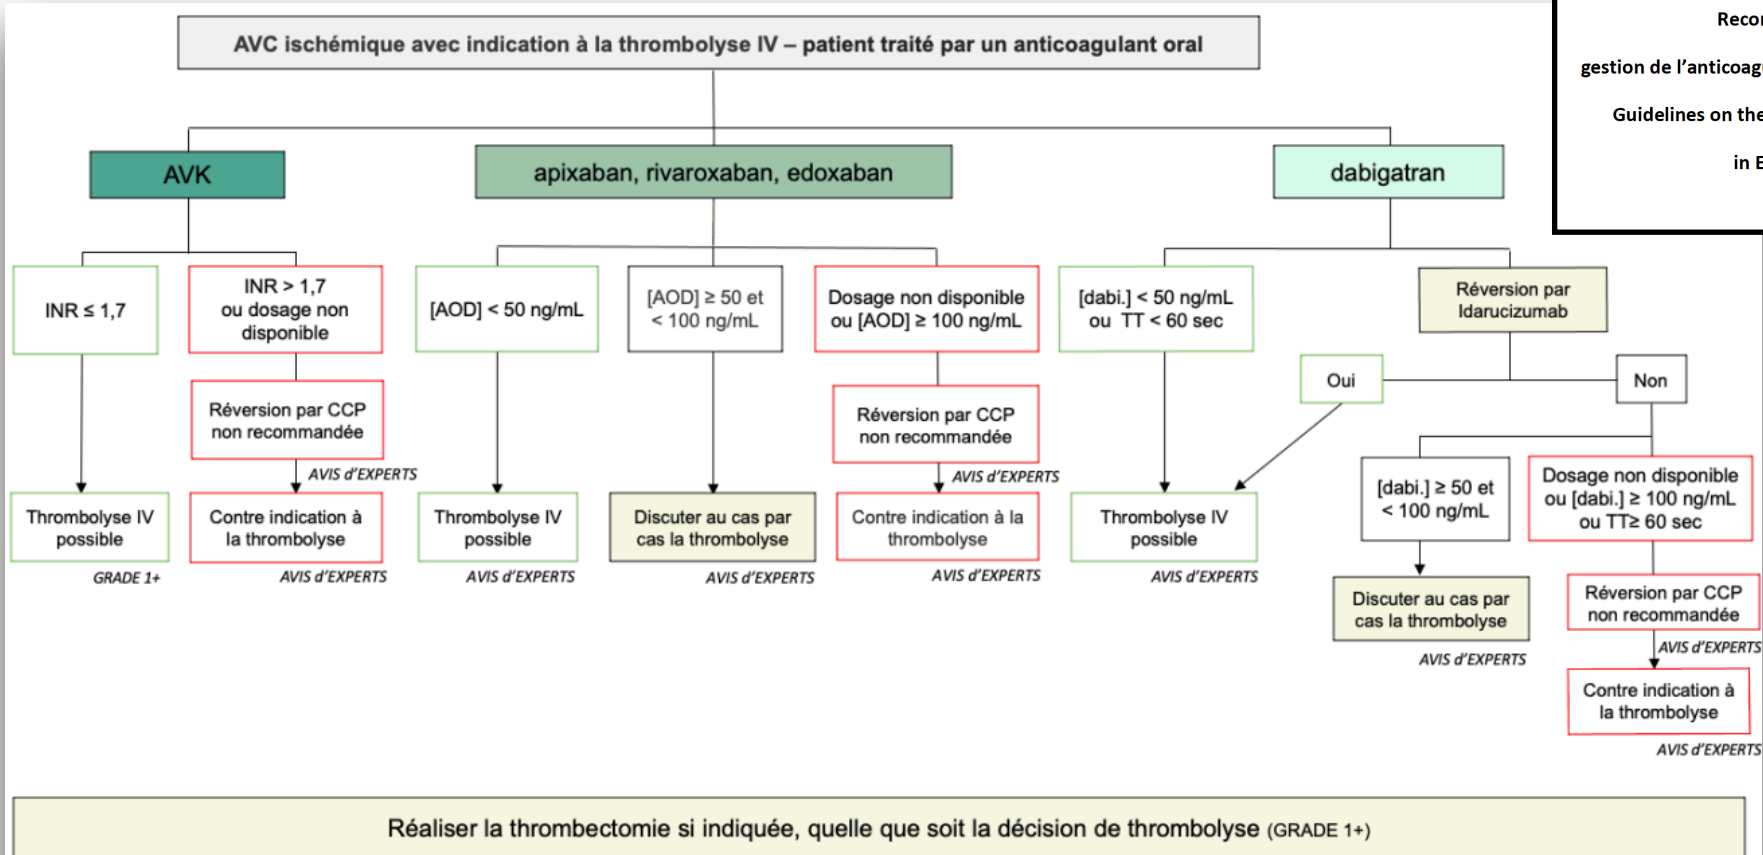 AVC ischémique avec indication à la thrombolyse IV – patient traité par un anticoagulant oral
gestion de l'
Guidelines on the
in
AVK
apixaban, rivaroxaban, edoxaban
dabigatran
INR ≤ 1,7
INR > 1,7
ou dosage non
disponible
[AOD] < 50 ng/mL
[AOD] ≥ 50 et
< 100 ng/mL
Dosage non disponible
ou [AOD] ≥ 100 ng/mL
[dabi.] < 50 ng/mL
ou TT < 60 sec
Réversion par
Idarucizumab
Oui
Non
Réversion par CCP
non recommandée
AVIS d'EXPERTS
Réversion par CCP
non recommandée
AVIS d'EXPERTS
[dabi.] ≥ 50 et
< 100 ng/mL
Dosage non disponible
ou [dabi.] ≥ 100 ng/mL
ou TT≥ 60 sec
Thrombolyse IV
possible
GRADE 1+
Contre indication à
la thrombolyse
AVIS d'EXPERTS
Thrombolyse IV
possible
AVIS d'EXPERTS
Discuter au cas par
cas la thrombolyse
AVIS d'EXPERTS
Contre indication à la
thrombolyse
AVIS d'EXPERTS
Thrombolyse IV
possible
AVIS d'EXPERTS
Discuter au cas par
cas la thrombolyse
AVIS d'EXPERTS
Réversion par CCP
non recommandée
AVIS d'EXPERTS
Contre indication à
la thrombolyse
AVIS d'EXPERTS
Réaliser la thrombectomie si indiquée, quelle que soit la décision de thrombolyse (GRADE 1+)